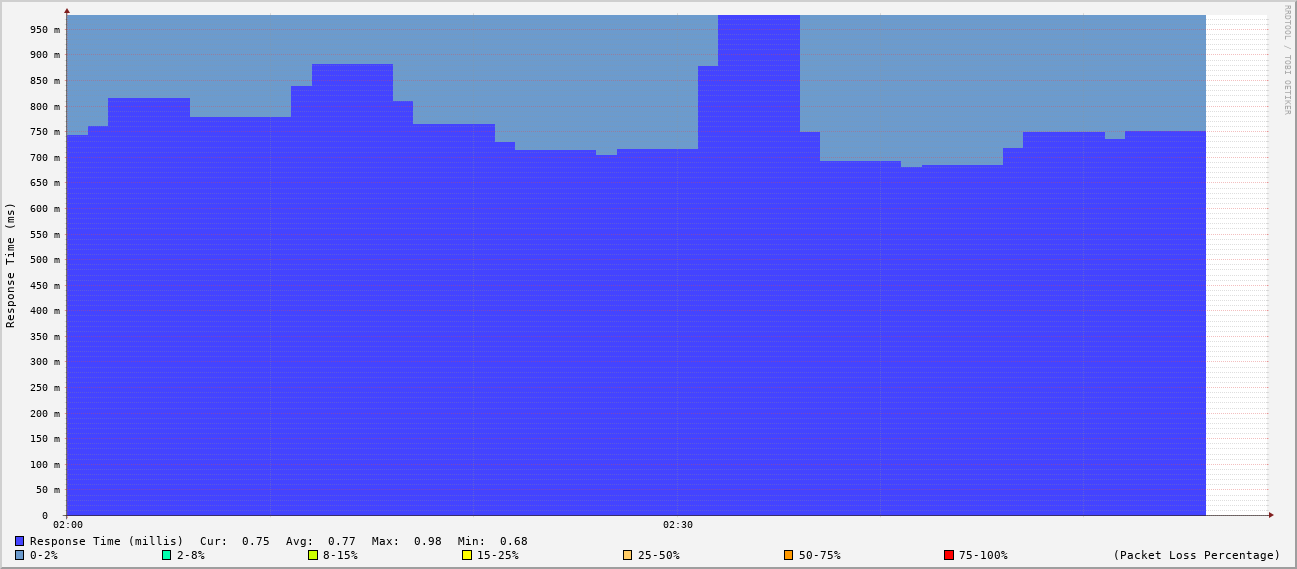 RRDTOOL / TOBI OETIKER
Response Time (ms)
950 m
900 m
850 m
800 m
750 m
700 m
650 m
600 m
550 m
500 m
450 m
400 m
350 m
300 m
250 m
200 m
150 m
100 m
50 m
0
02:00 02:30
Response Time (millis) Cur: 0.75 Avg: 0.77 Max: 0.98 Min: 0.68
0-2% 2-8% 8-15% 15-25% 25-50% 50-75% 75-100% (Packet Loss Percentage)